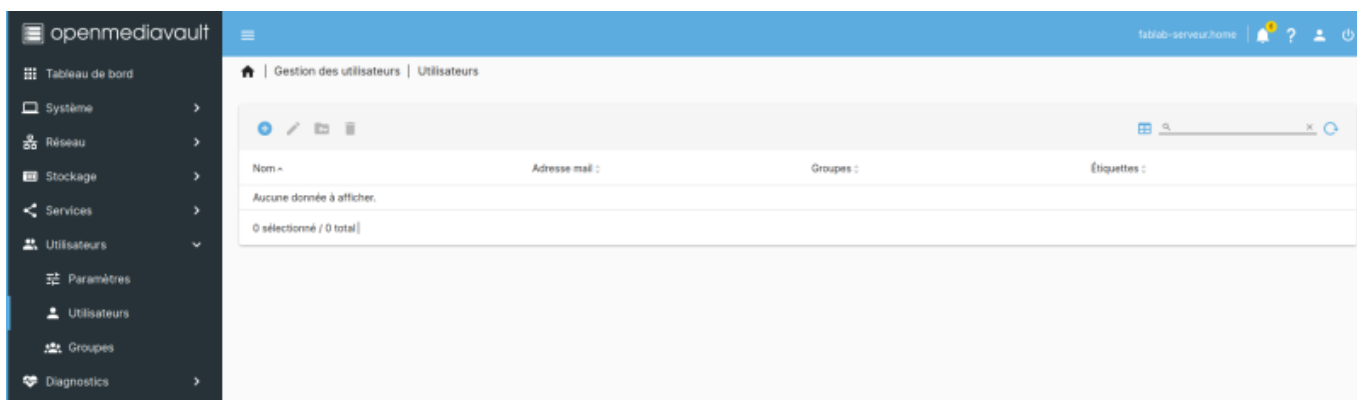 openmediavault
fablab-serveur.home
6
?
Tableau de bord
Système
Réseau
Stockage
Services
Utilisateurs
Paramètres
Utilisateurs
Groupes
Diagnostics
| Gestion des utilisateurs | Utilisateurs
Nom Adresse mail Groupes Étiquettes
Aucune donnée à afficher.
0 sélectionné / 0 total